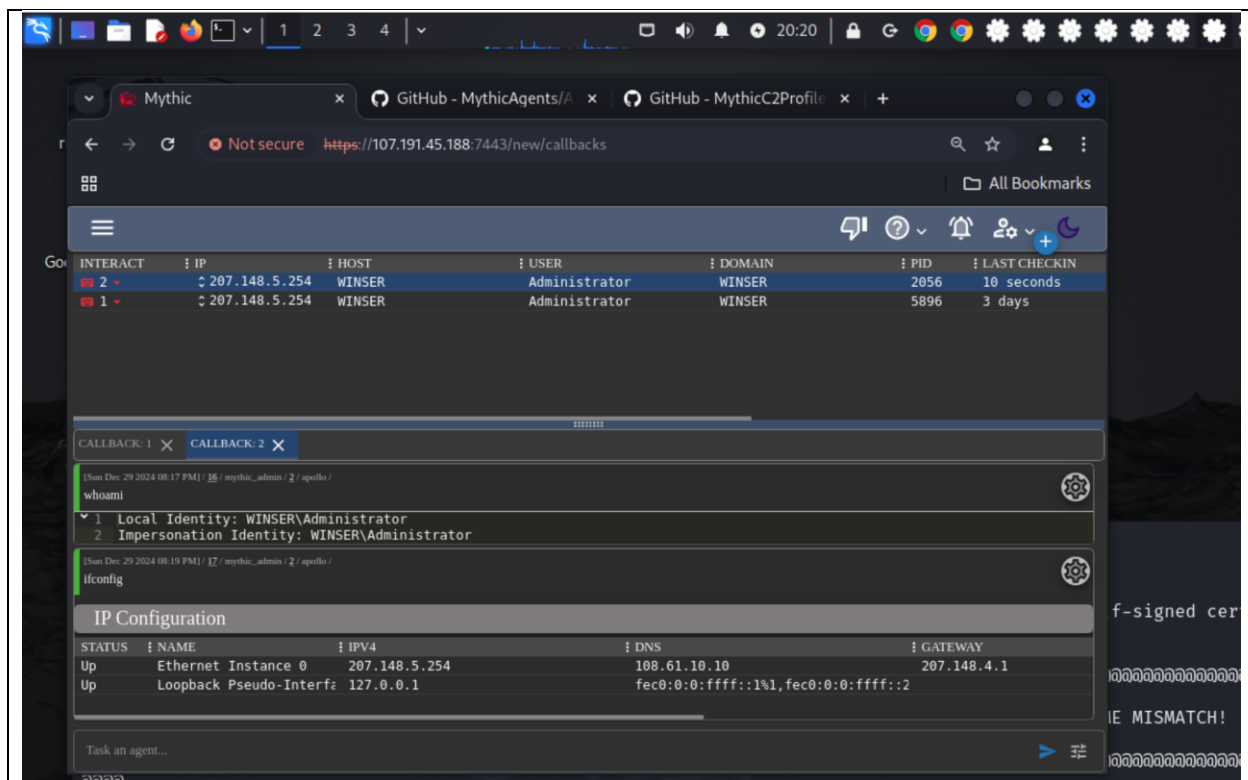 1 2 3 4 20:20
Mythic GitHub - MythicAgents/A GitHub - MythicC2Profile
Not secure https://107.191.45.188:7443/new/callbacks
All Bookmarks
INTERACT IP HOST USER DOMAIN PID LAST CHECKIN
2 207.148.5.254 WINSER Administrator WINSER 2056 10 seconds
1 207.148.5.254 WINSER Administrator WINSER 5896 3 days
CALLBACK: 1 CALLBACK: 2
[Sun Dec 29 2024 08:17 PM] / 16 / mythic_admin / 2 / apollo /
whoami
1 Local Identity: WINSER\Administrator
2 Impersonation Identity: WINSER\Administrator
[Sun Dec 29 2024 08:19 PM] / 17 / mythic_admin / 2 / apollo /
ifconfig
IP Configuration
STATUS NAME IPV4 DNS GATEWAY
Up Ethernet Instance 0 207.148.5.254 108.61.10.10 207.148.4.1
Up Loopback Pseudo-Interfa 127.0.0.1 fec0:0:0:ffff::1%1,fec0:0:0:ffff::2
Task an agent...
f-signed cer
@@@@@@@@@@@@@@
ME MISMATCH!
@@@@@@@@@@@@@@
@@@@